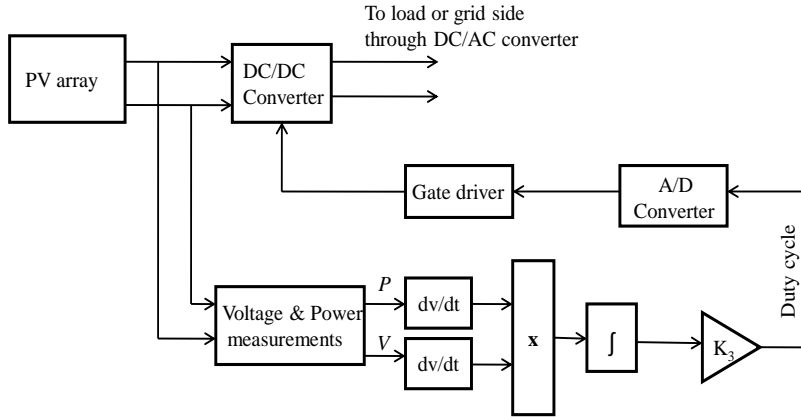 To load or grid side
through DC/AC converter
PV array
DC/DC
Converter
Gate driver
A/D
Converter
Duty cycle
Voltage & Power
measurements
P
V
dv/dt
dv/dt
x
∫
K3